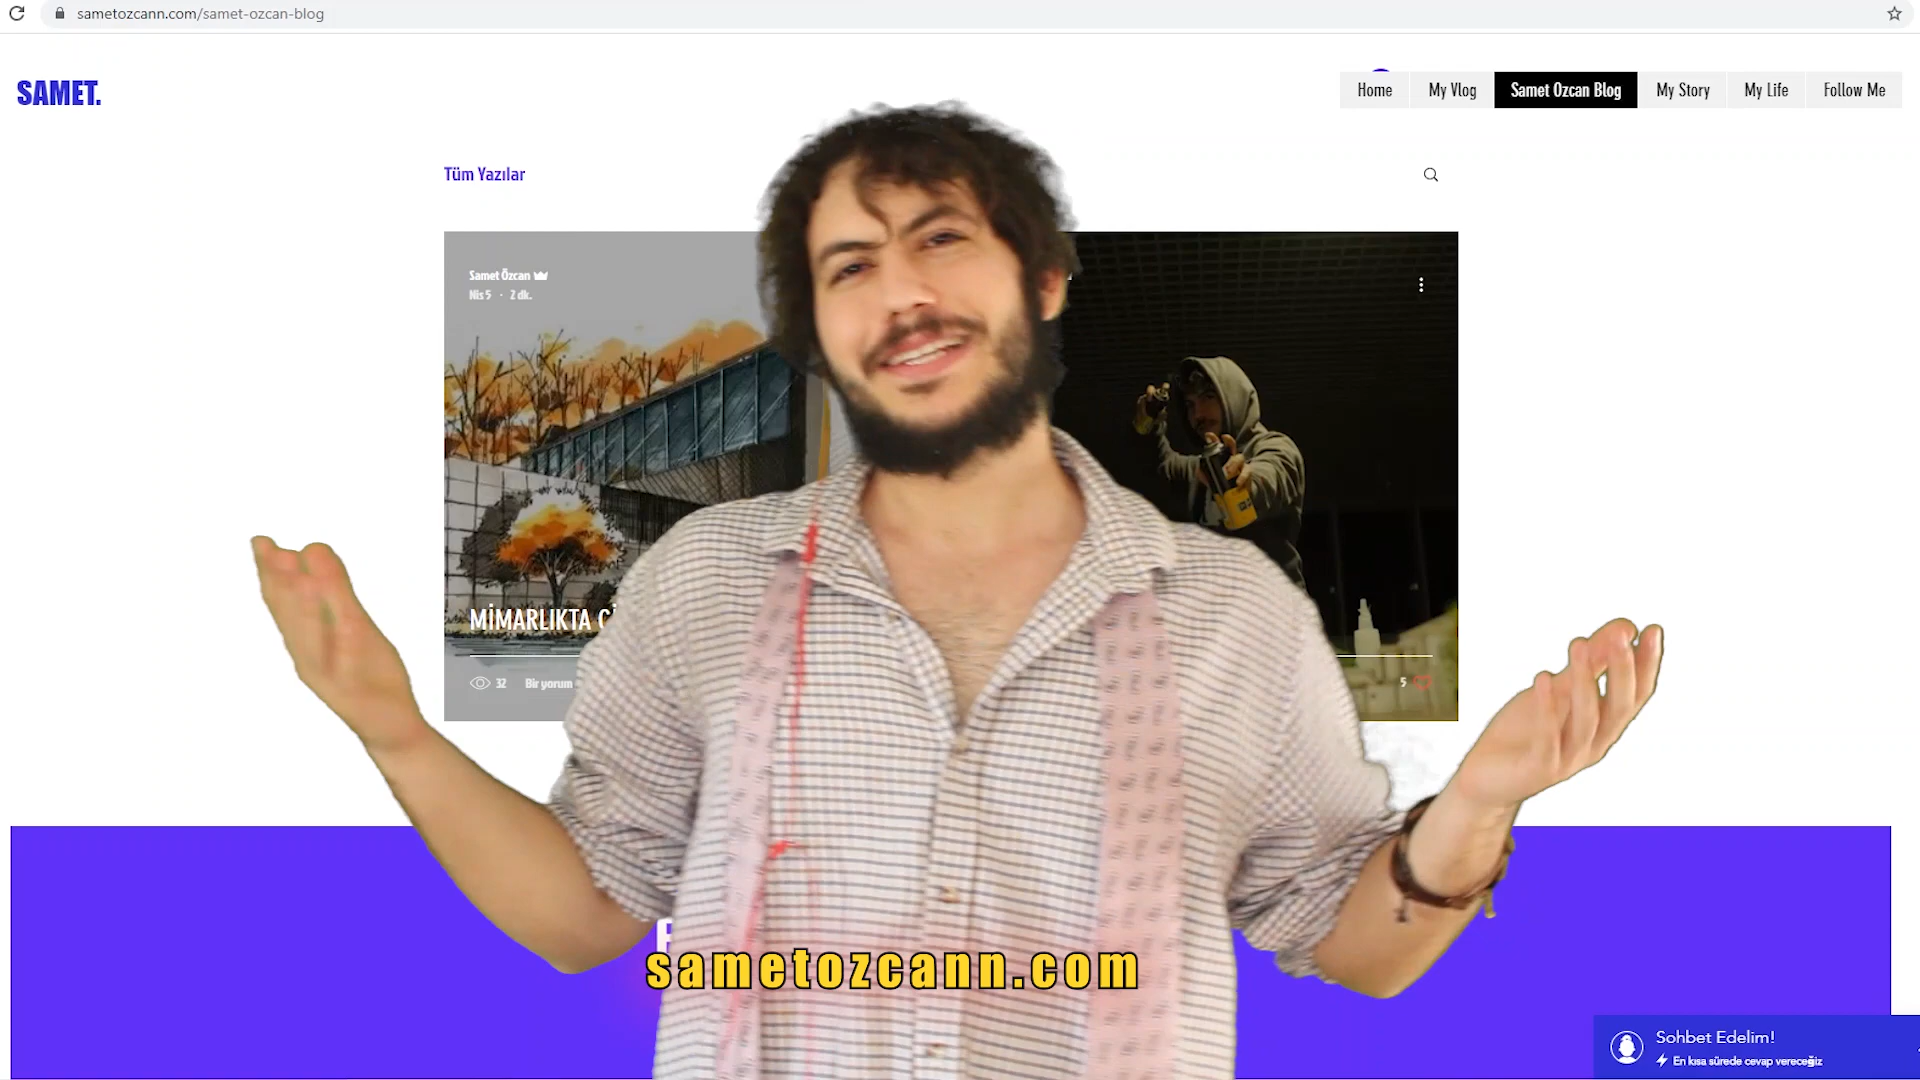 sametozcann.com/samet-ozcan-blog
SAMET.
Home
My Vlog
Samet Ozcan Blog
My Story
My Life
Follow Me
Tüm Yazılar
Samet Özcan
Nis 5 · 2 dk.
MİMARLIKTA
32
Bir yorum
5
sametozcann.com
Sohbet Edelim!
En kısa sürede cevap vereceğiz